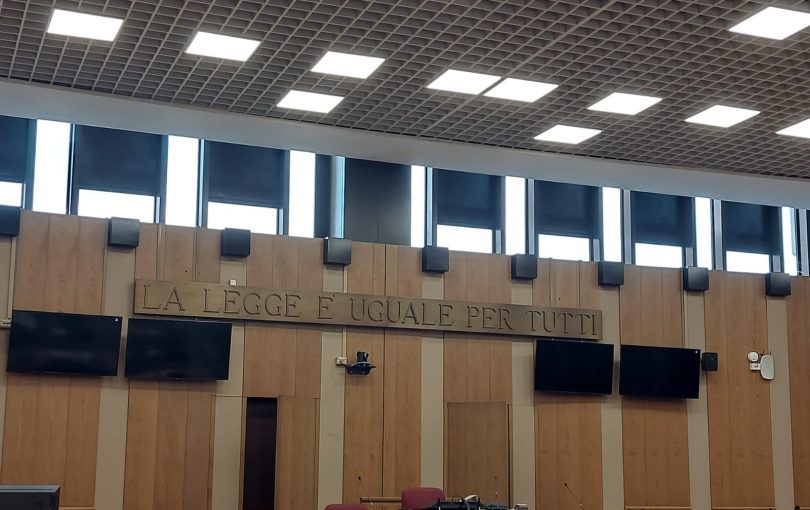 LA LEGGE E' UGUALE PER TUTTI